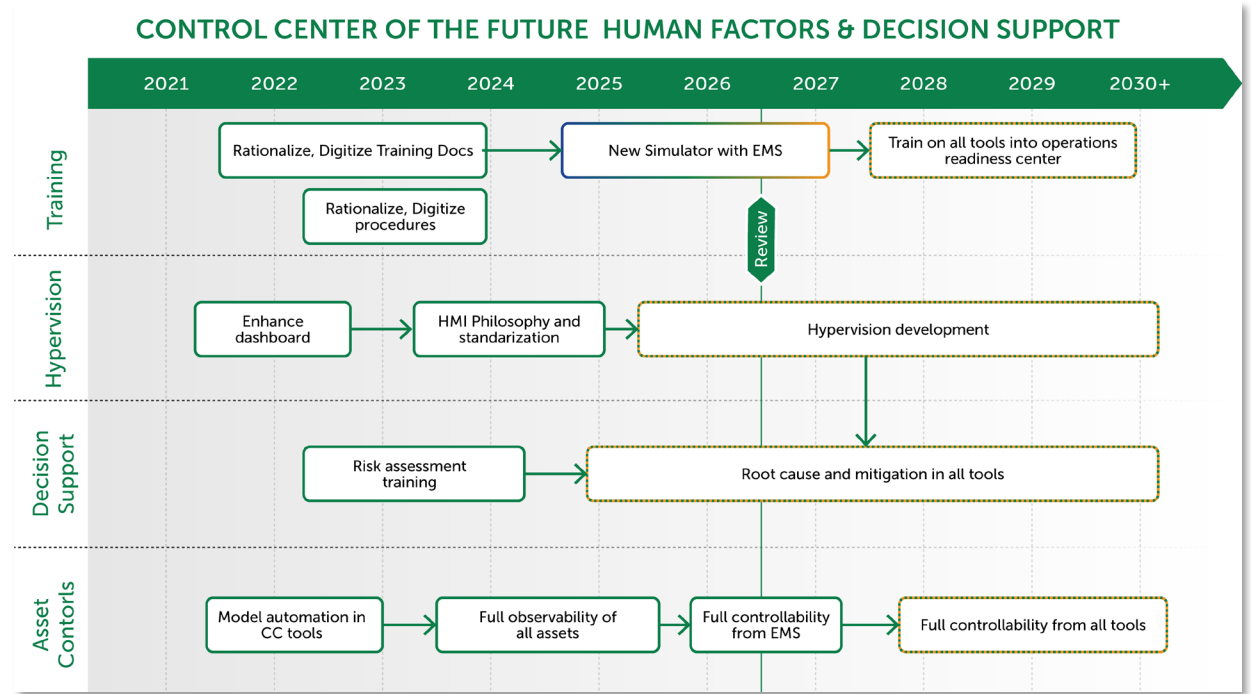 CONTROL CENTER OF THE FUTURE HUMAN FACTORS & DECISION SUPPORT
2021 2022 2023 2024 2025 2026 2027 2028 2029 2030+
Training
Rationalize, Digitize Training Docs
New Simulator with EMS
Train on all tools into operations
readiness center
Rationalize, Digitize
procedures
Review
Hypervision
Enhance
dashboard
HMI Philosophy and
standarization
Hypervision development
Decision
Support
Risk assessment
training
Root cause and mitigation in all tools
Asset
Contorls
Model automation in
CC tools
Full observability of
all assets
Full controllability
from EMS
Full controllability from all tools